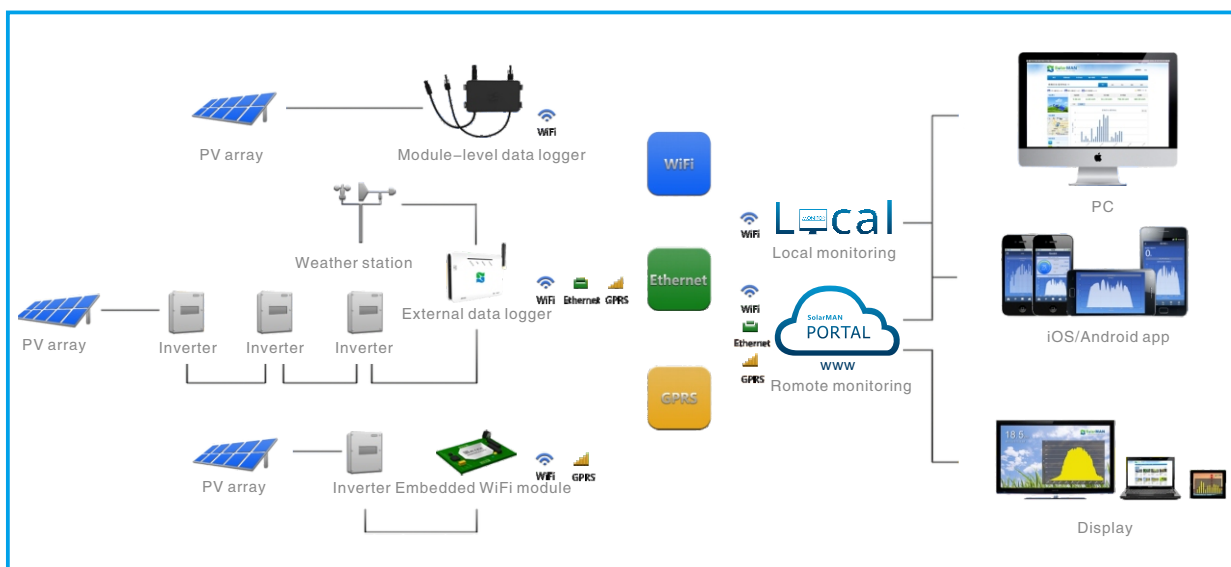 WiFi
PV array
Module-level data logger
WiFi
WiFi
MONITOR
Local
PC
Weather station
Local monitoring
Ethernet
WiFi
Ethernet
GPRS
External data logger
WiFi
SolarMAN
PORTAL
Ethernet
WWW
GPRS
Romote monitoring
iOS/Android app
PV array
Inverter
Inverter
Inverter
GPRS
18.5
SolarMAN
WiFi
GPRS
PV array
Inverter Embedded WiFi module
Display